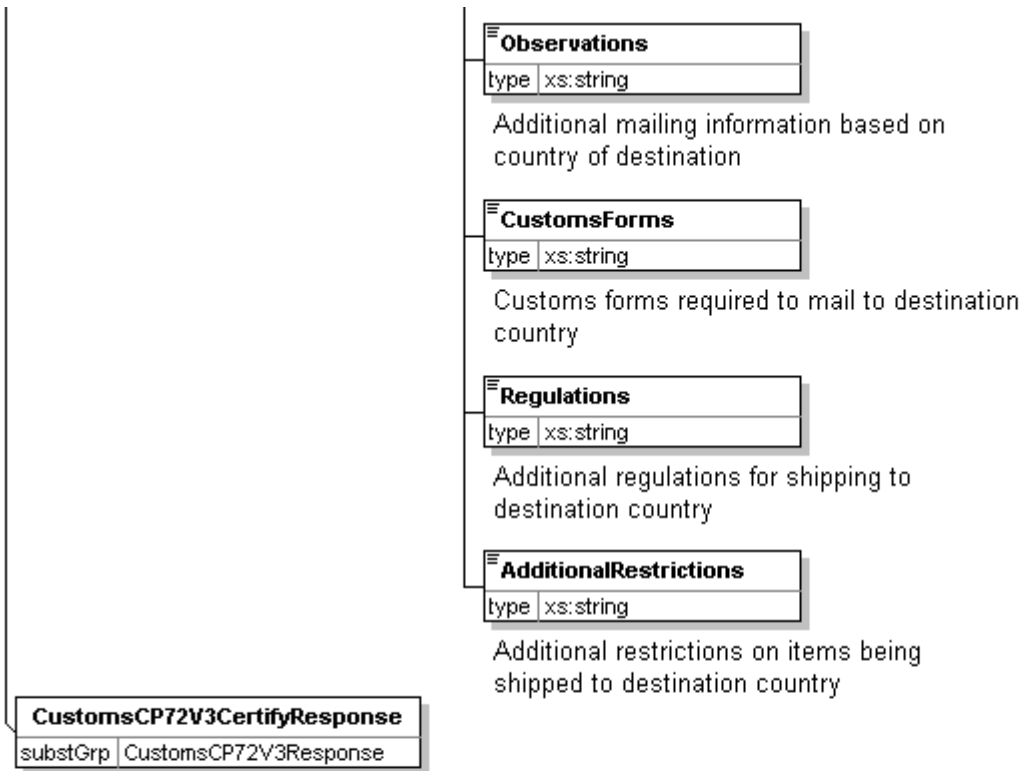 Observations
type xs:string
Additional mailing information based on
country of destination
CustomsForms
type xs:string
Customs forms required to mail to destination
country
Regulations
type xs:string
Additional regulations for shipping to
destination country
AdditionalRestrictions
type xs:string
Additional restrictions on items being
shipped to destination country
CustomsCP72V3CertifyResponse
substGrp CustomsCP72V3Response